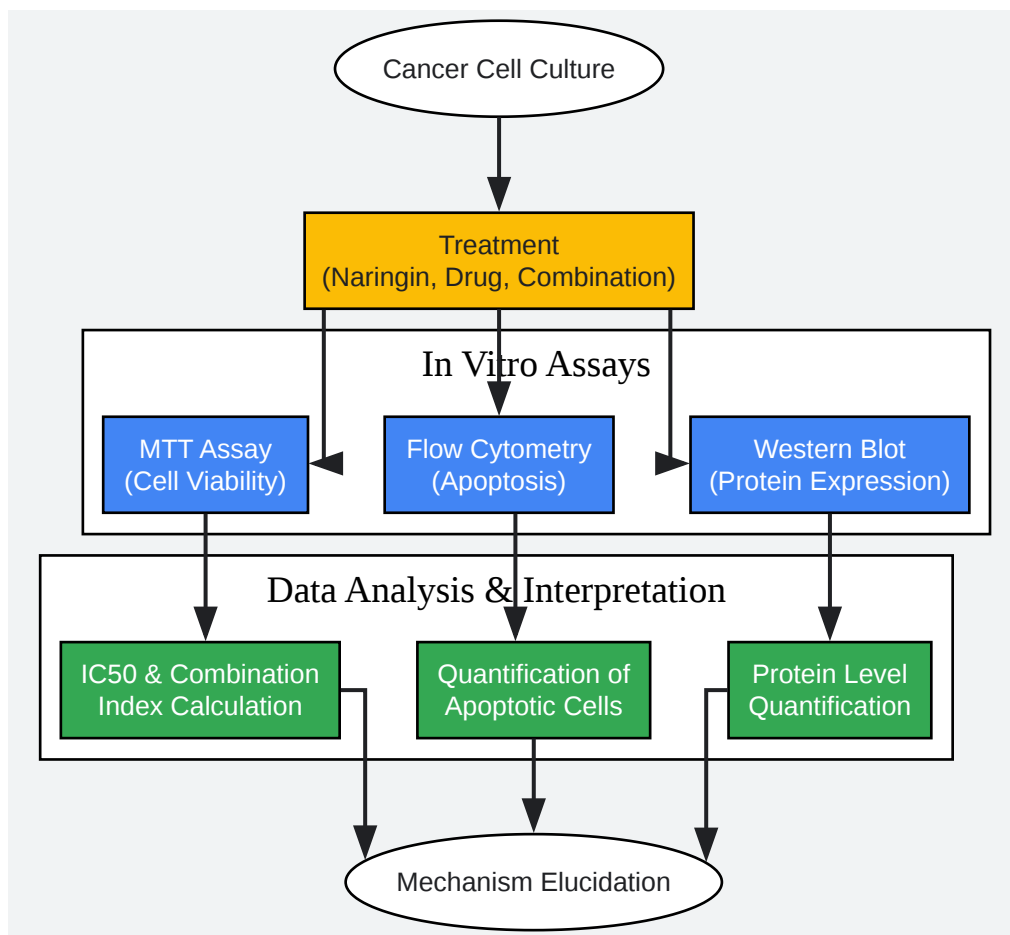 Cancer Cell Culture
Treatment
(Naringin, Drug, Combination)
In Vitro Assays
MTT Assay
(Cell Viability)
Flow Cytometry
(Apoptosis)
Western Blot
(Protein Expression)
Data Analysis & Interpretation
IC50 & Combination
Index Calculation
Quantification of
Apoptotic Cells
Protein Level
Quantification
Mechanism Elucidation